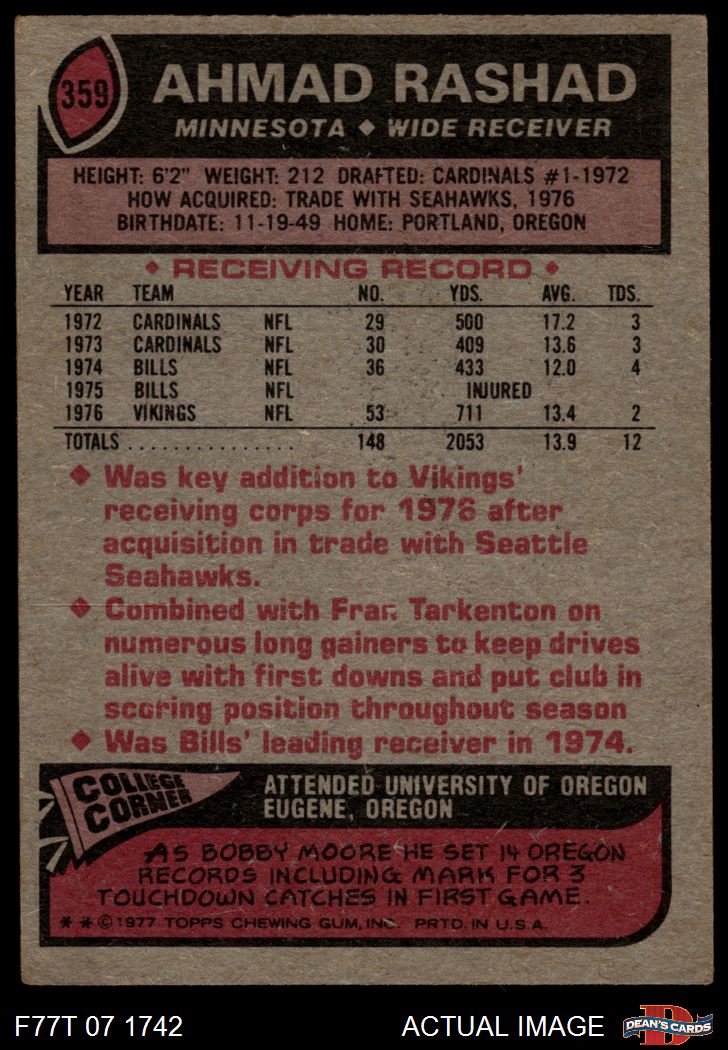 359
AHMAD RASHAD
MINNESOTA ◆ WIDE RECEIVER
HEIGHT: 6'2" WEIGHT: 212 DRAFTED: CARDINALS #1-1972
HOW ACQUIRED: TRADE WITH SEAHAWKS, 1976
BIRTHDATE: 11-19-49 HOME: PORTLAND, OREGON
◆ RECEIVING RECORD ◆
YEAR TEAM NO. YDS. AVG. TDS.
1972 CARDINALS NFL 29 500 17.2 3
1973 CARDINALS NFL 30 409 13.6 3
1974 BILLS NFL 36 433 12.0 4
1975 BILLS NFL INJURED
1976 VIKINGS NFL 53 711 13.4 2
TOTALS ................ 148 2053 13.9 12
◆ Was key addition to Vikings'
receiving corps for 1976 after
acquisition in trade with Seattle
Seahawks.
◆ Combined with Fran Tarkenton on
numerous long gainers to keep drives
alive with first downs and put club in
scoring position throughout season
◆ Was Bills' leading receiver in 1974.
COLLEGE
CORNER
ATTENDED UNIVERSITY OF OREGON
EUGENE, OREGON
AS BOBBY MOORE HE SET 14 OREGON
RECORDS INCLUDING MARK FOR 3
TOUCHDOWN CATCHES IN FIRST GAME.
* * © 1977 TOPPS CHEWING GUM, INC. PRTD. IN U.S.A.
F77T 07 1742 ACTUAL IMAGE
D
DEAN'S CARDS